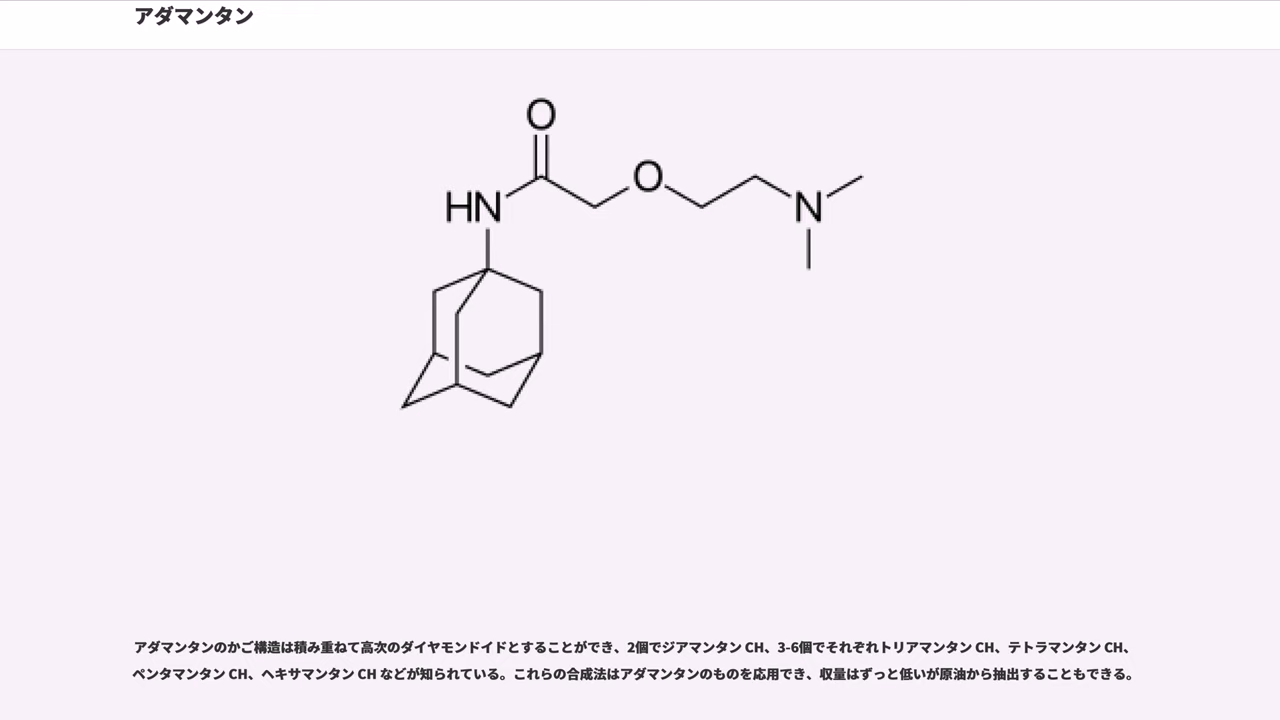 アダマンタン
O
HN
O
N
アダマンタンのかご構造は積み重ねて高次のダイヤモンドイドとすることができ、2個でジアマンタン CH、3-6個でそれぞれトリアマンタン CH、テトラマンタン CH、
ペンタマンタン CH、ヘキサマンタン CH などが知られている。これらの合成法はアダマンタンのものを応用でき、収量はずっと低いが原油から抽出することもできる。